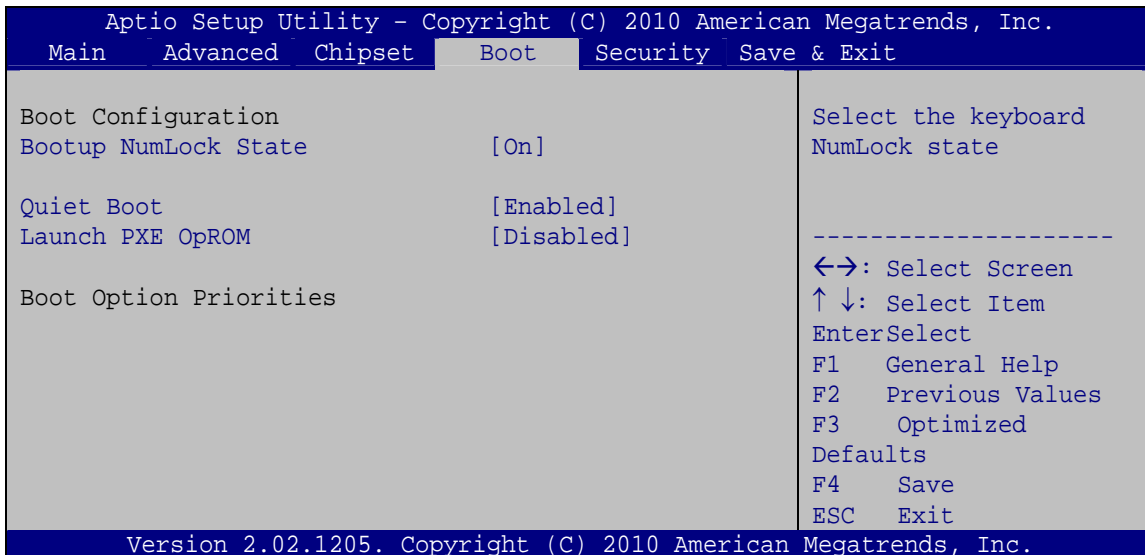 Aptio Setup Utility – Copyright (C) 2010 American Megatrends, Inc.
Main Advanced Chipset Boot Security Save & Exit
Boot Configuration
Bootup NumLock State [On]
Quiet Boot [Enabled]
Launch PXE OpROM [Disabled]
Boot Option Priorities
Select the keyboard
NumLock state
---------------------
←→: Select Screen
↑ ↓: Select Item
EnterSelect
F1 General Help
F2 Previous Values
F3 Optimized
Defaults
F4 Save
ESC Exit
Version 2.02.1205. Copyright (C) 2010 American Megatrends, Inc.